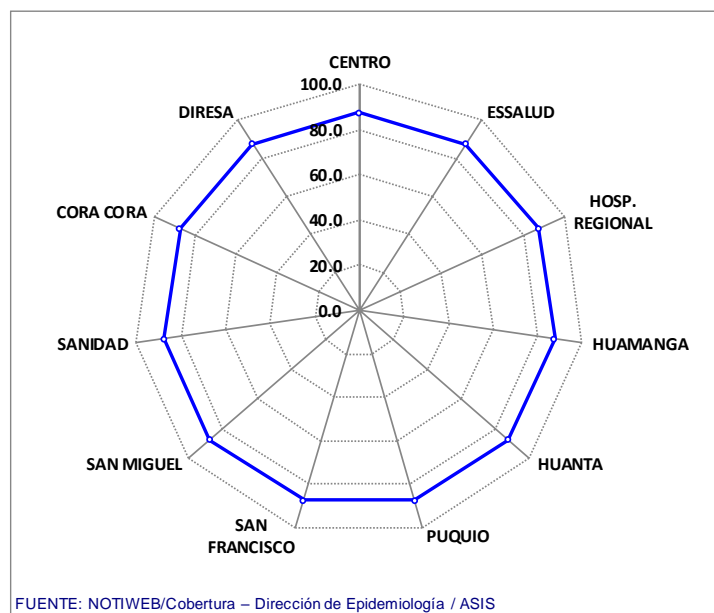 CENTRO
100.0
ESSALUD
DIRESA
80.0
HOSP.
REGIONAL
CORA CORA
60.0
40.0
20.0
0.0
SANIDAD
HUAMANGA
SAN MIGUEL
HUANTA
SAN
FRANCISCO
PUQUIO
FUENTE: NOTIWEB/Cobertura – Dirección de Epidemiología / ASIS